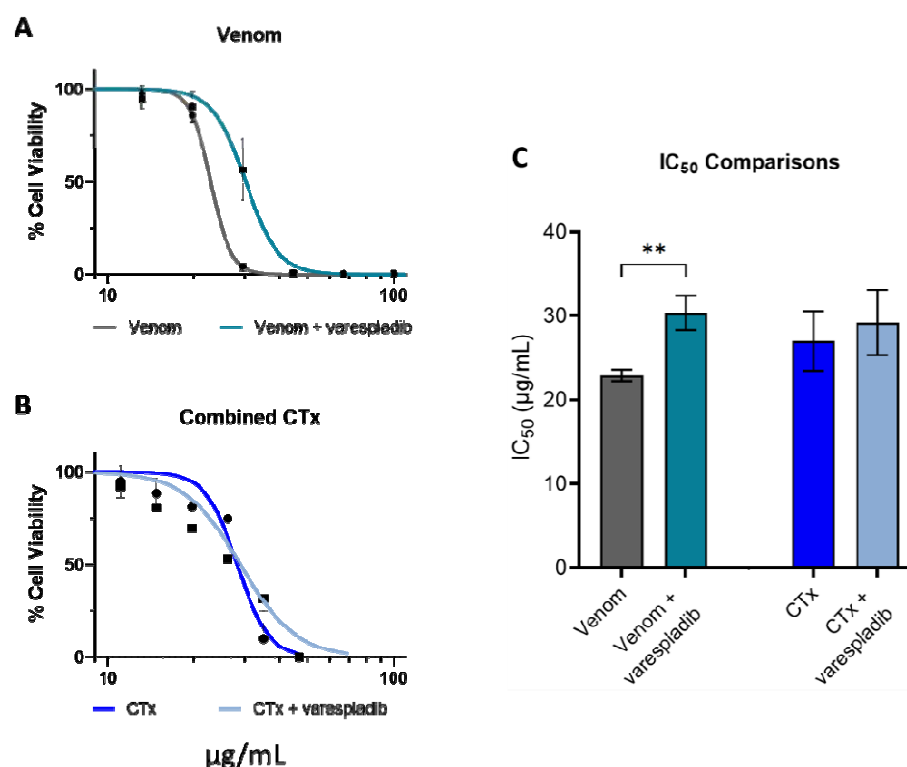 A
Venom
% Cell Viability
100
50
0
10
100
Venom
Venom + varespladib
B
Combined CTx
% Cell Viability
100
50
0
10
100
CTx
CTx + varespladib
µg/mL
C
IC50 Comparisons
**
IC50 (µg/mL)
40
30
20
10
0
Venom
Venom +
varespladib
CTx
CTx +
varespladib